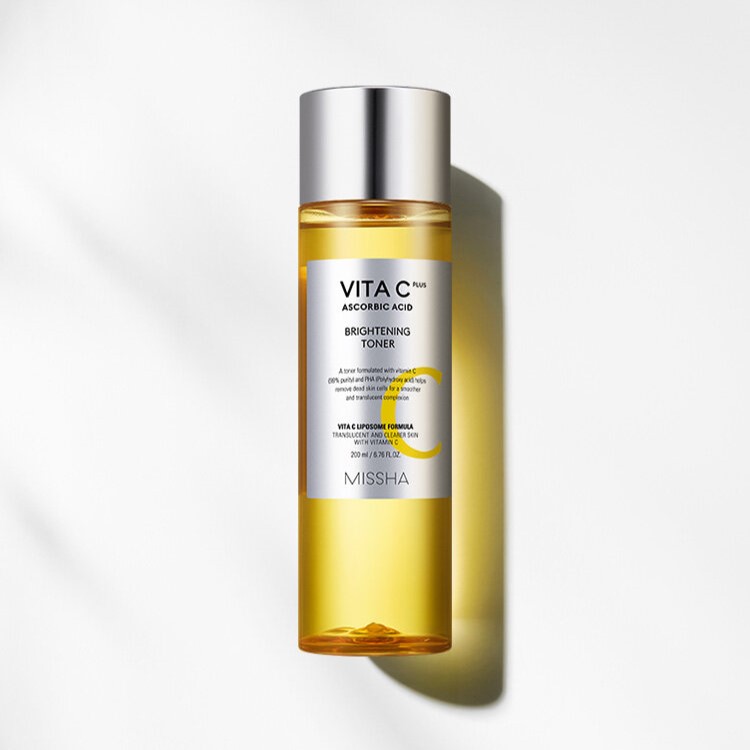 VITA C PLUS
ASCORBIC ACID
BRIGHTENING
TONER
A toner formulated with vitamin C
(16% purity) and PHA (Polyhydroxy acid) helps
remove dead skin cells for a smoother
and translucent complexion
C
VITA C LIPOSOME FORMULA
TRANSLUCENT AND CLEARER SKIN
WITH VITAMIN C
200 ml / 6.76 FL.OZ.
MISSHA